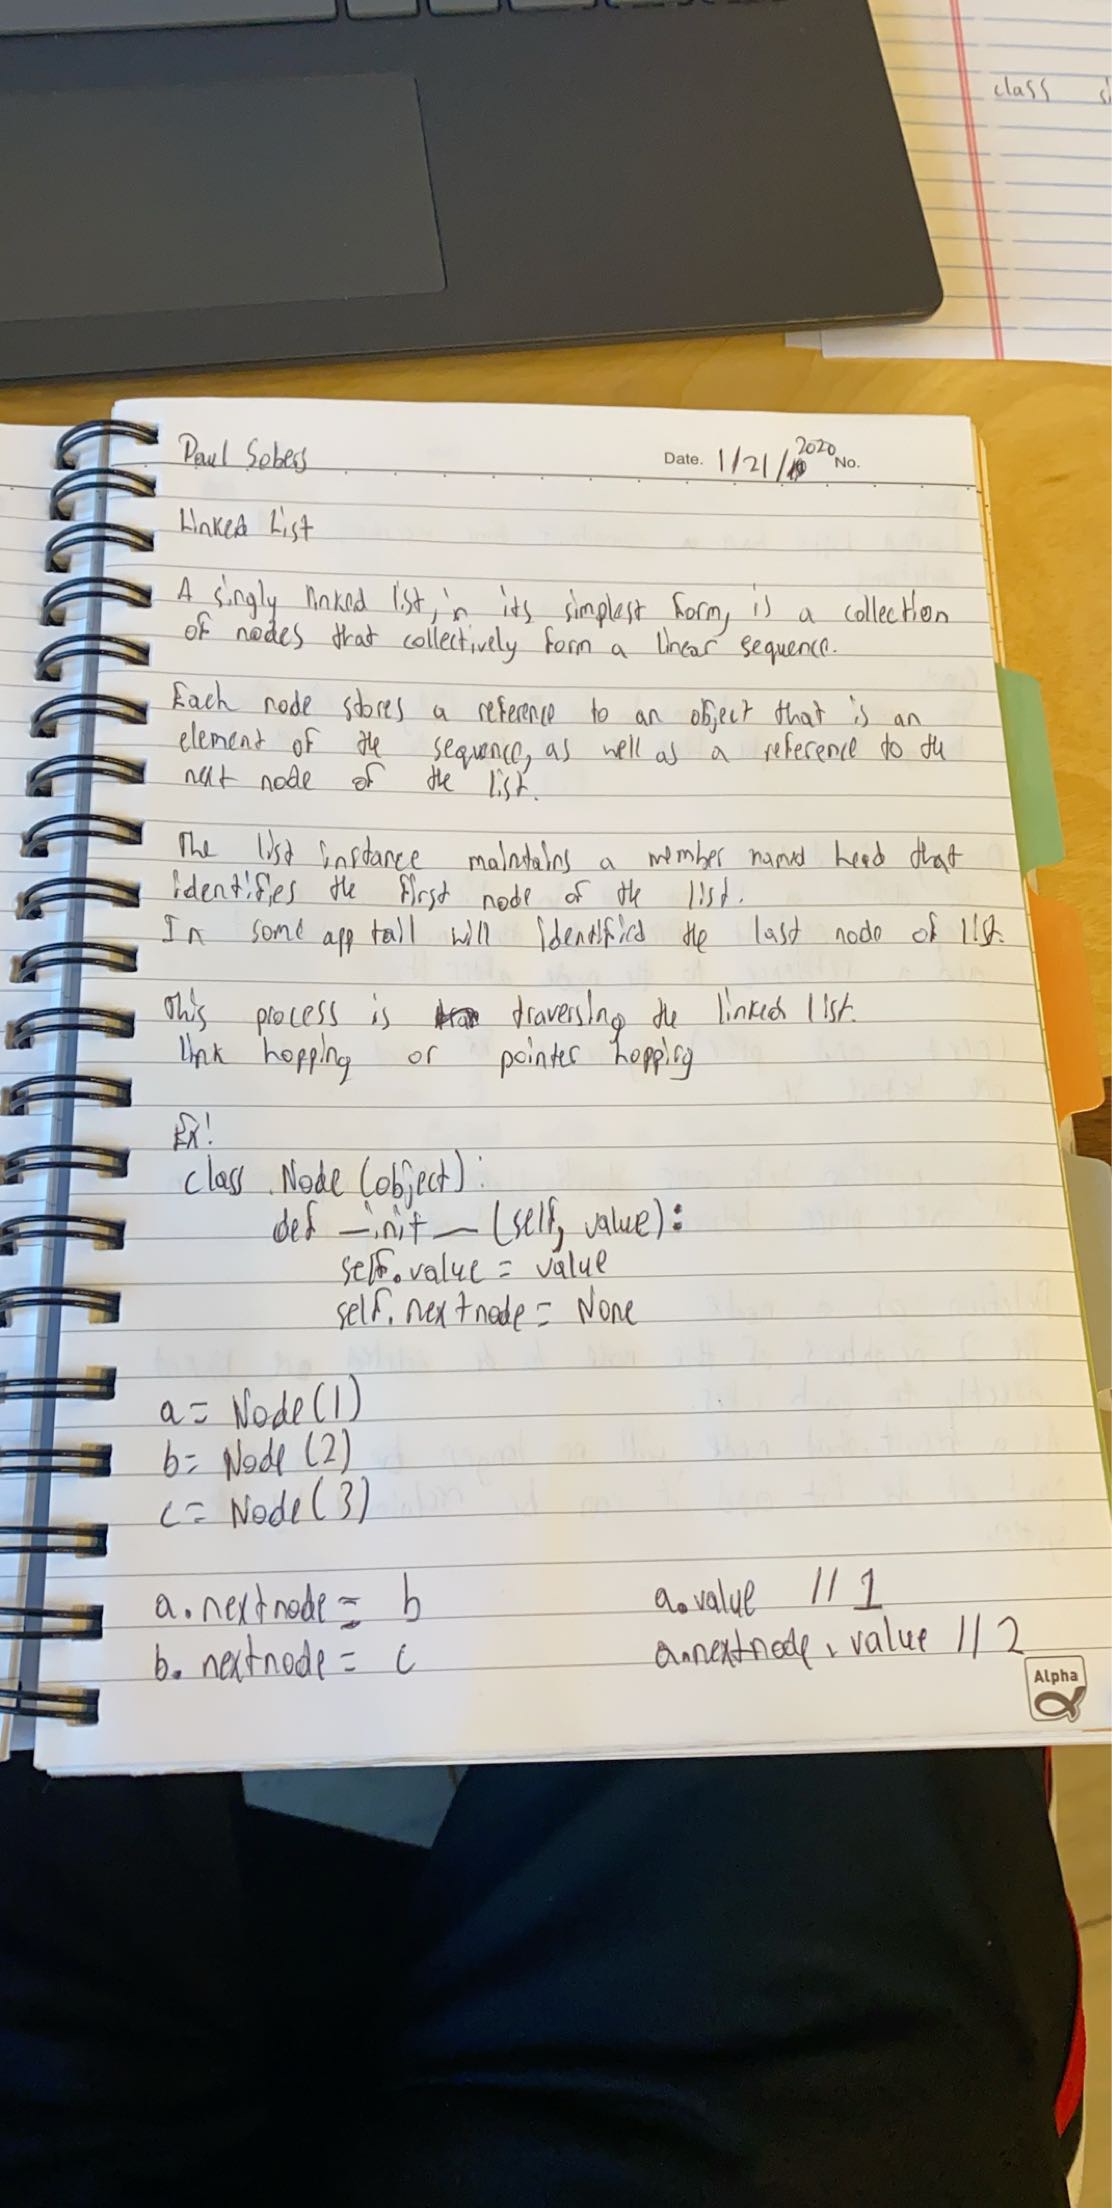 class
Paul Sobess
Date. 1/21/2020 No.
Linked List
A singly linked list, in its simplest form, is a collection
of nodes that collectively form a linear sequence.
Each node stores a reference to an object that is an
element of the sequence, as well as a reference to the
next node of the list.
The list instance maintains a member named head that
identifies the first node of the list.
In some app tail will identified the last node of list.
This process is traversing the linked list.
link hopping or pointer hopping
Ex!
class Node (object):
def __init__ (self, value):
self.value = value
self.nextnode = None
a = Node(1)
b = Node (2)
c = Node(3)
a.nextnode = b a.value // 1
b.nextnode = c a.nextnode.value // 2
Alpha